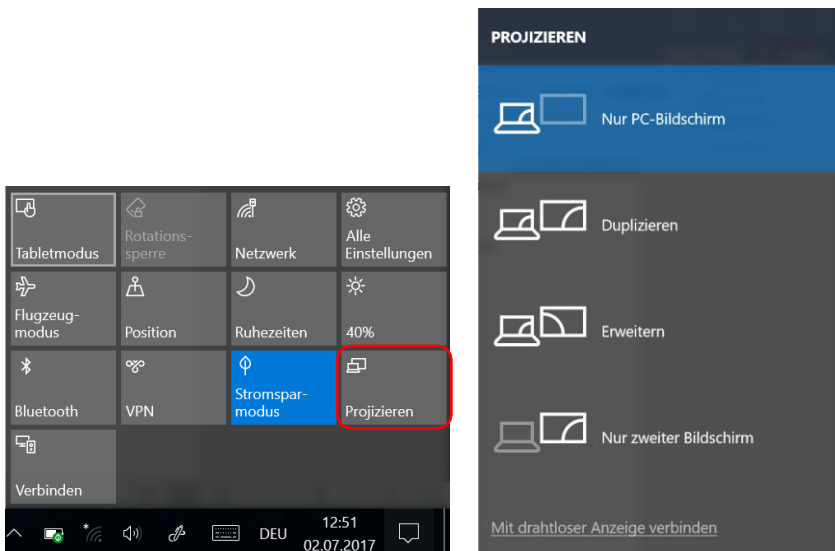 Tabletmodus
Rotations-
sperre
Netzwerk
Alle
Einstellungen
Flugzeug-
modus
Position
Ruhezeiten
40%
Bluetooth
VPN
Stromspar-
modus
Projizieren
Verbinden
DEU
12:51
02.07.2017
PROJIZIEREN
Nur PC-Bildschirm
Duplizieren
Erweitern
Nur zweiter Bildschirm
Mit drahtloser Anzeige verbinden